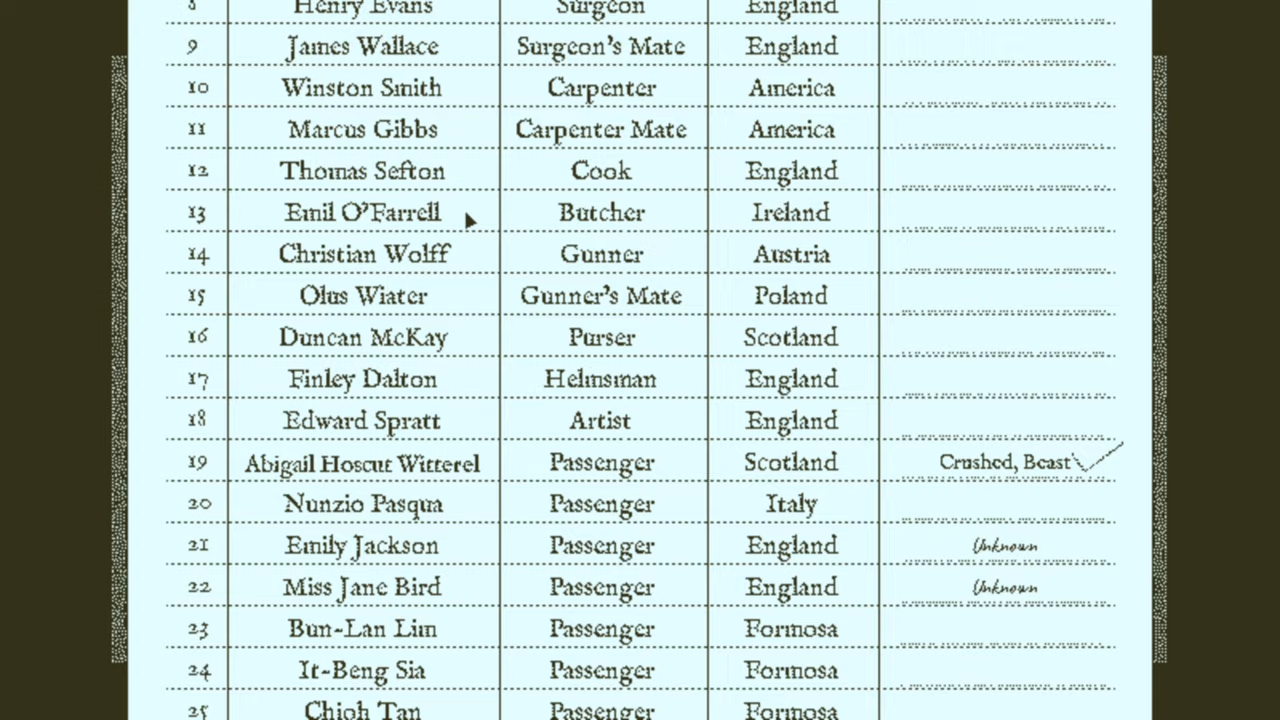 8 Henry Evans Surgeon England
9 James Wallace Surgeon's Mate England
10 Winston Smith Carpenter America
11 Marcus Gibbs Carpenter Mate America
12 Thomas Sefton Cook England
13 Emil O'Farrell Butcher Ireland
14 Christian Wolff Gunner Austria
15 Olus Wiater Gunner's Mate Poland
16 Duncan McKay Purser Scotland
17 Finley Dalton Helmsman England
18 Edward Spratt Artist England
19 Abigail Hoscut Witterel Passenger Scotland Crushed, Beast
20 Nunzio Pasqua Passenger Italy
21 Emily Jackson Passenger England Unknown
22 Miss Jane Bird Passenger England Unknown
23 Bun-Lan Lim Passenger Formosa
24 It-Beng Sia Passenger Formosa
25 Chioh Tan Passenger Formosa